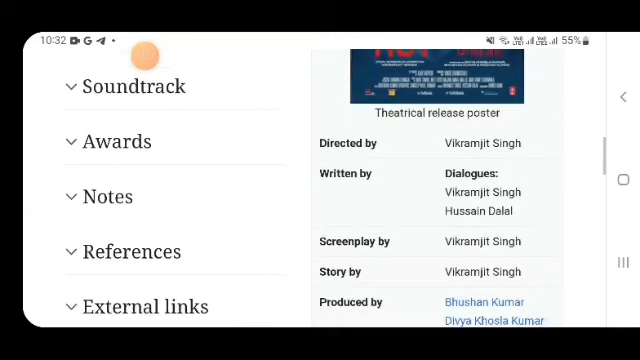 10:32
55%
Soundtrack
Awards
Notes
References
External links
Theatrical release poster
Directed by Vikramjit Singh
Written by Dialogues:
Vikramjit Singh
Hussain Dalal
Screenplay by Vikramjit Singh
Story by Vikramjit Singh
Produced by Bhushan Kumar
Divya Khosla Kumar